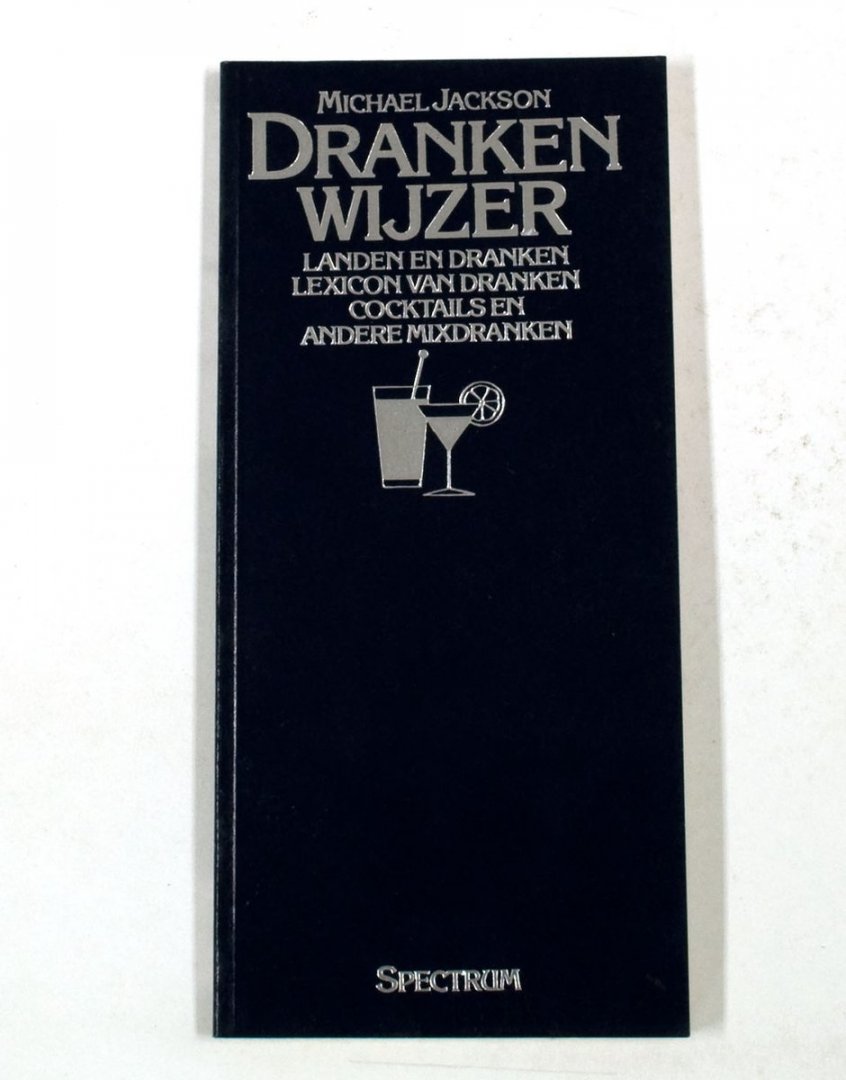 MICHAEL JACKSON
DRANKEN
WIJZER
LANDEN EN DRANKEN
LEXICON VAN DRANKEN
COCKTAILS EN
ANDERE MIXDRANKEN
SPECTRUM